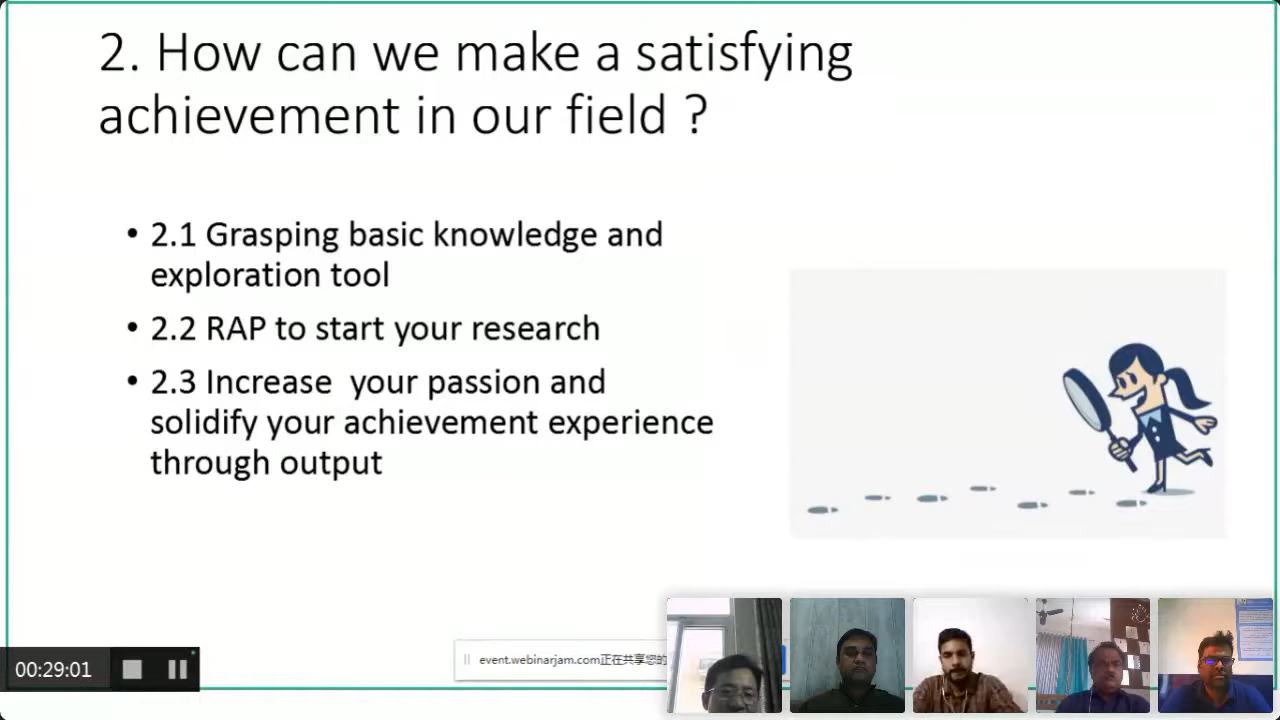 2. How can we make a satisfying
achievement in our field ?
• 2.1 Grasping basic knowledge and
exploration tool
• 2.2 RAP to start your research
• 2.3 Increase  your passion and
solidify your achievement experience
through output
00:29:01
event.webinarjam.com正在共享您的